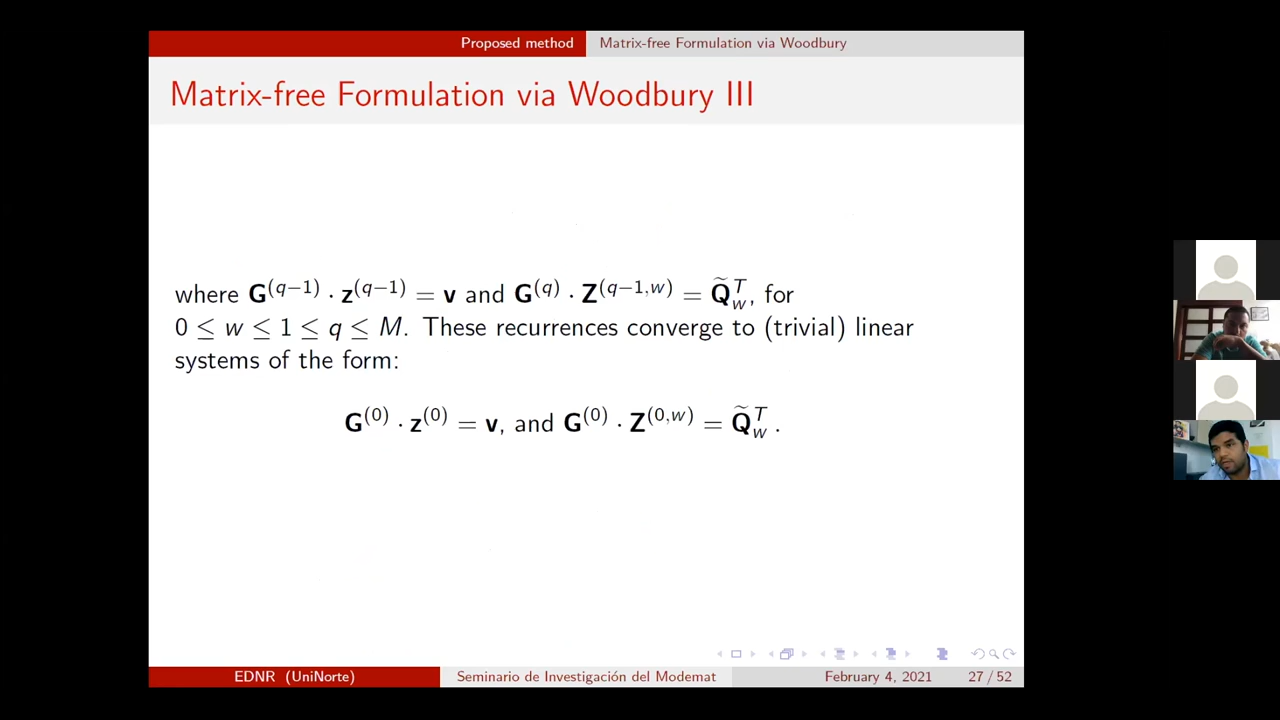 Proposed method Matrix-free Formulation via Woodbury
Matrix-free Formulation via Woodbury III
where G^(q−1) · z^(q−1) = v and G^(q) · Z^(q−1,w) = Q̃_w^T, for
0 ≤ w ≤ 1 ≤ q ≤ M. These recurrences converge to (trivial) linear
systems of the form:
G^(0) · z^(0) = v, and G^(0) · Z^(0,w) = Q̃_w^T .
EDNR (UniNorte) Seminario de Investigación del Modemat February 4, 2021 27 / 52